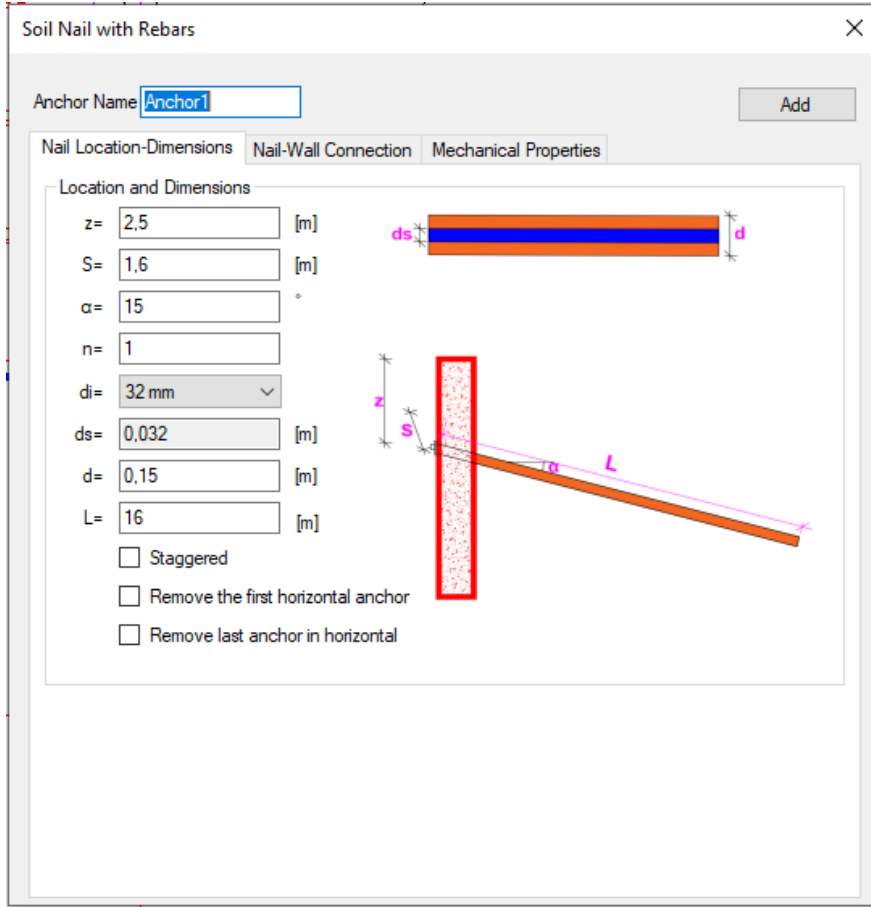 Soil Nail with Rebars
Anchor Name Anchor1 Add
Nail Location-Dimensions Nail-Wall Connection Mechanical Properties
Location and Dimensions
z= 2,5 [m]
S= 1,6 [m]
α= 15 °
n= 1
di= 32 mm
ds= 0,032 [m]
d= 0,15 [m]
L= 16 [m]
Staggered
Remove the first horizontal anchor
Remove last anchor in horizontal
ds d
z
S
α L